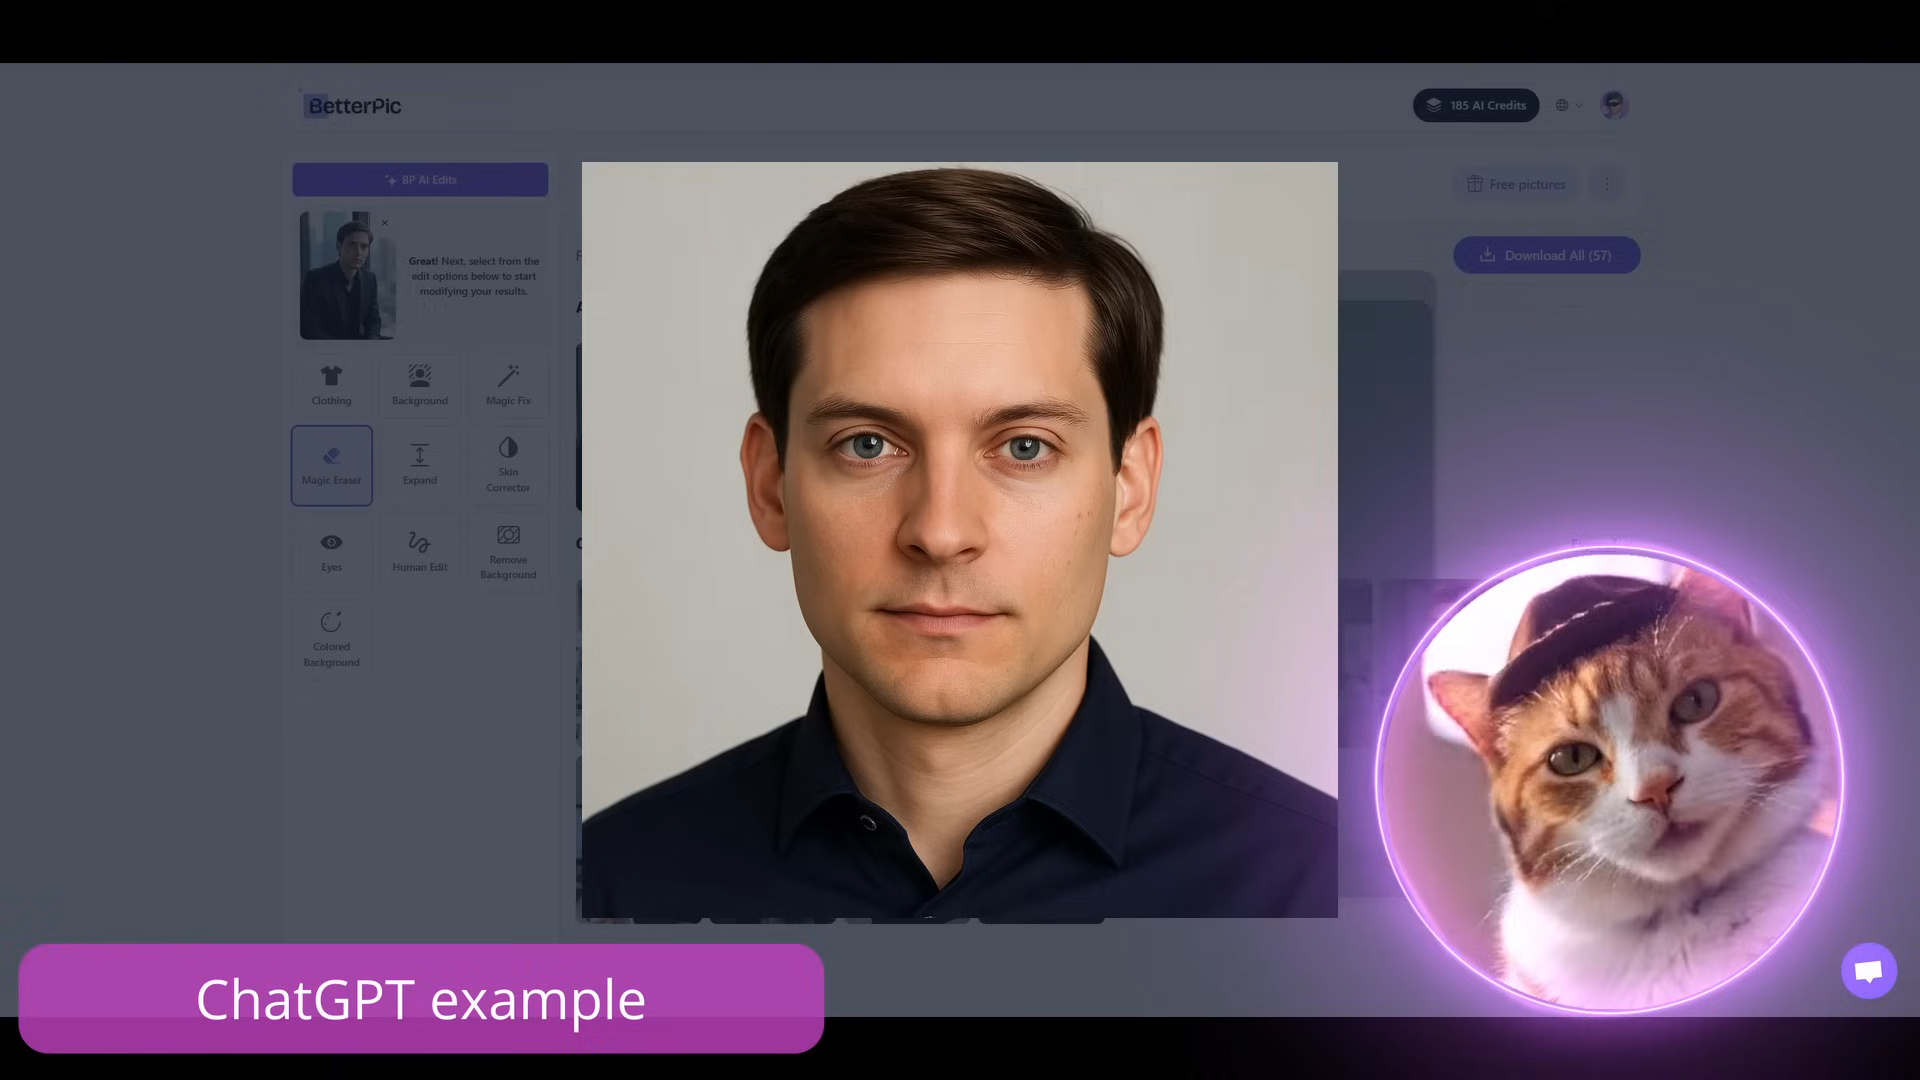 BetterPic
185 AI Credits
BP AI Edits
Great! Next, select from the
edit options below to start
modifying your results.
Free pictures
Download All (57)
Clothing
Background
Magic Fix
Magic Eraser
Expand
Skin
Corrector
Eyes
Human Edit
Remove
Background
Colored
Background
ChatGPT example